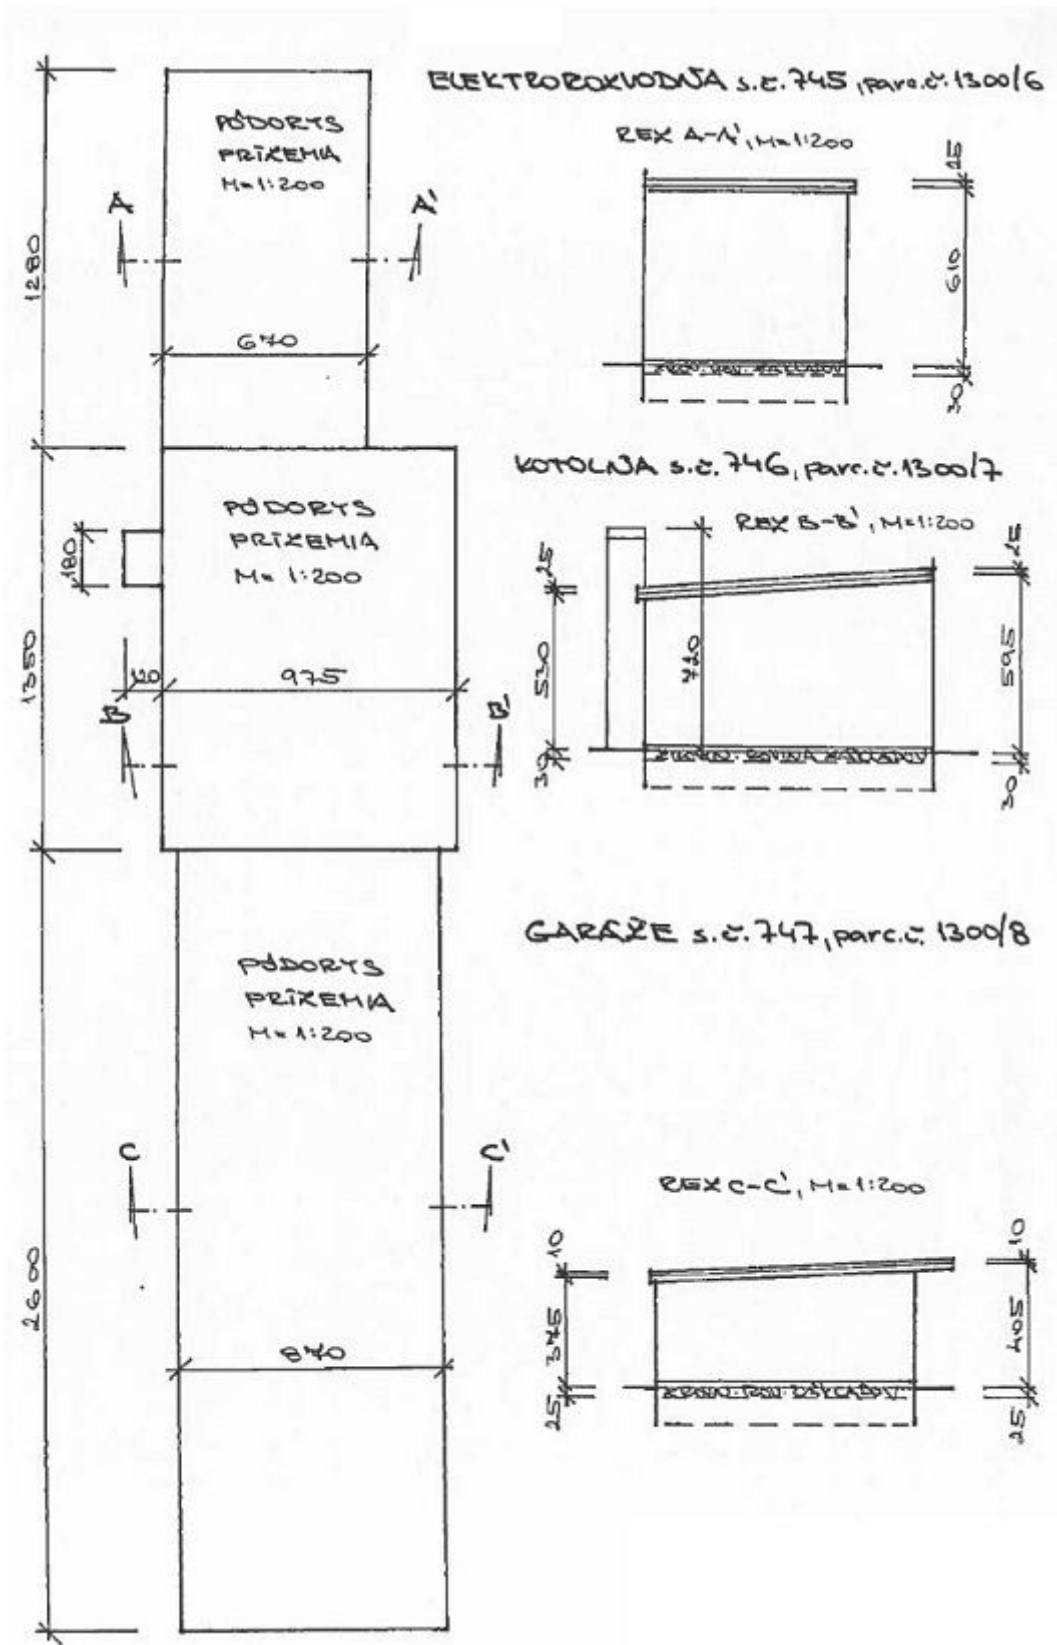 ELEKTROROZVODŇA s.č. 745, parc.č. 1300/6
PÔDORYS
PRÍZEMIA
M=1:200
REZ A-A', M=1:200
A
A'
1280
670
25
610
30
KOTOLŇA s.č. 746, parc.č. 1300/7
PÔDORYS
PRÍZEMIA
M=1:200
REZ B-B', M=1:200
180
1350
120
975
B
B'
25
530
30
720
25
595
30
GARÁŽE s.č. 747, parc.č. 1300/8
PÔDORYS
PRÍZEMIA
M=1:200
C
C'
REZ C-C', M=1:200
2600
870
10
375
25
10
405
25